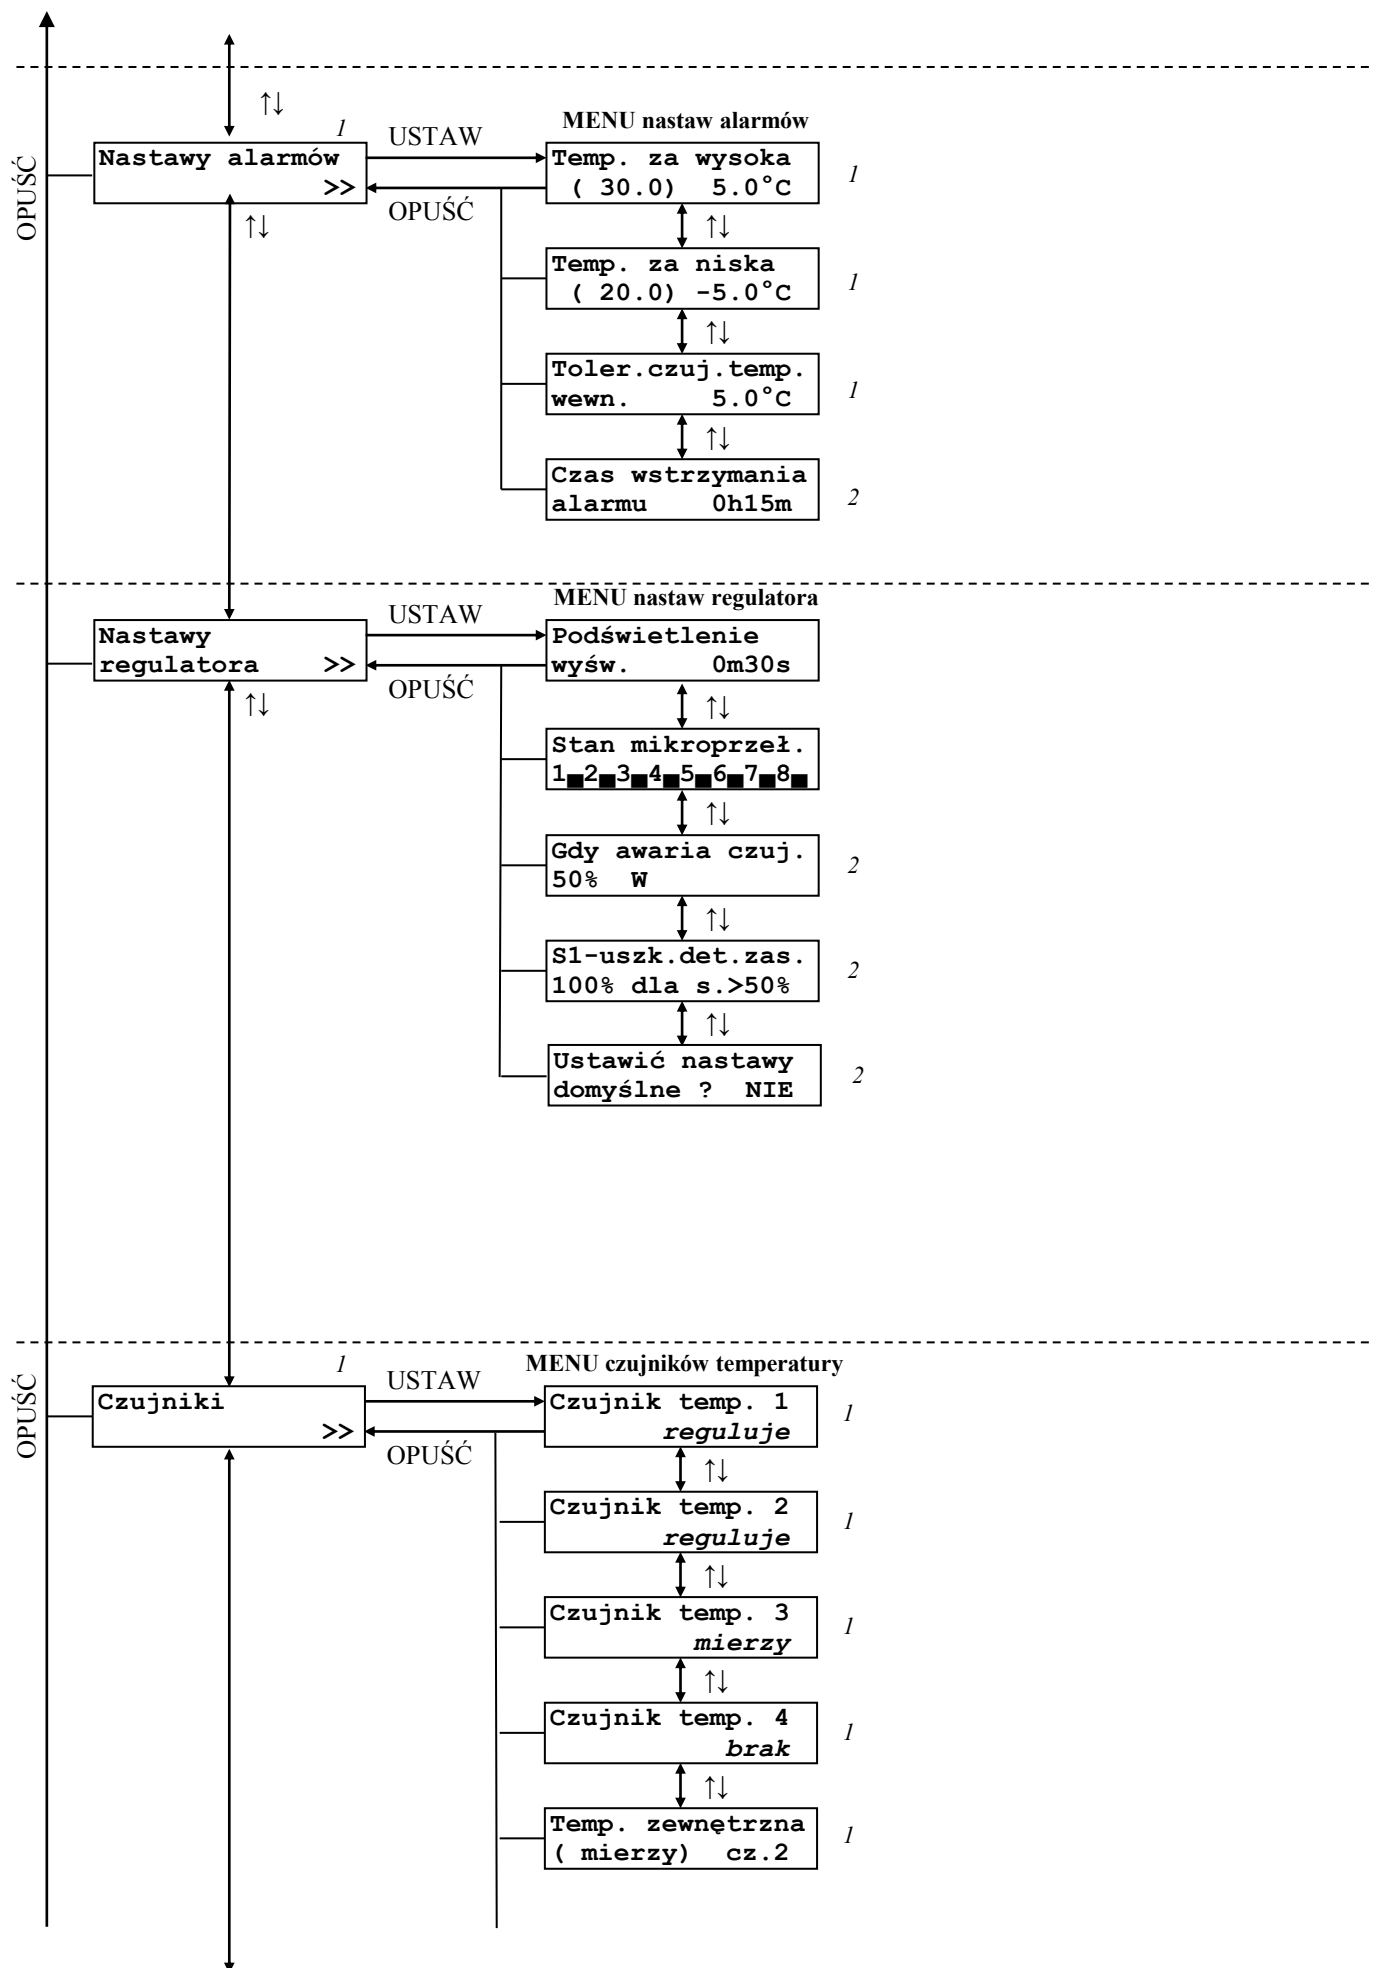 ↑↓
OPUŚĆ
1
USTAW
MENU nastaw alarmów
Nastawy alarmów
>>
OPUŚĆ
Temp. za wysoka
( 30.0) 5.0°C
1
↑↓
↑↓
Temp. za niska
( 20.0) -5.0°C
1
↑↓
Toler.czuj.temp.
wewn. 5.0°C
1
↑↓
Czas wstrzymania
alarmu 0h15m
2
MENU nastaw regulatora
USTAW
Nastawy
regulatora >>
OPUŚĆ
Podświetlenie
wyśw. 0m30s
↑↓
↑↓
Stan mikroprzeł.
1▄2▄3▄4▄5▄6▄7▄8▄
↑↓
Gdy awaria czuj.
50% W
2
↑↓
S1-uszk.det.zas.
100% dla s.>50%
2
↑↓
Ustawić nastawy
domyślne ? NIE
2
OPUŚĆ
1
USTAW
MENU czujników temperatury
Czujniki
>>
OPUŚĆ
Czujnik temp. 1
reguluje
1
↑↓
Czujnik temp. 2
reguluje
1
↑↓
Czujnik temp. 3
mierzy
1
↑↓
Czujnik temp. 4
brak
1
↑↓
Temp. zewnętrzna
( mierzy) cz.2
1